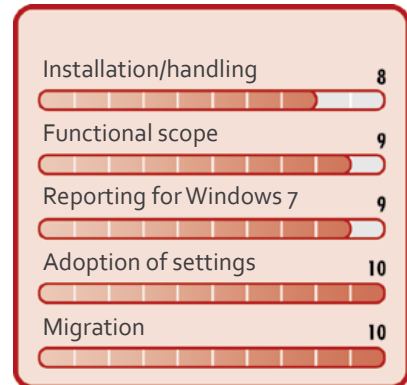 Installation/handling 8
Functional scope 9
Reporting for Windows 7 9
Adoption of settings 10
Migration 10